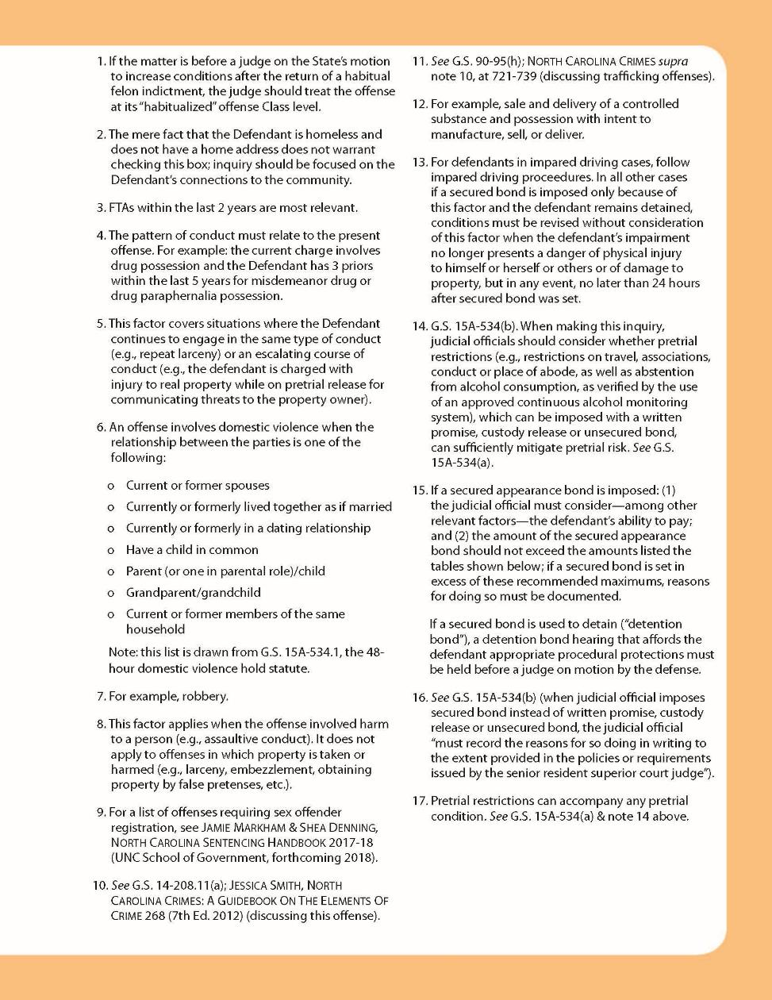 1. If the matter is before a judge on the State's motion
to increase conditions after the return of a habitual
felon indictment, the judge should treat the offense
at its "habitualized" offense Class level.
2. The mere fact that the Defendant is homeless and
does not have a home address does not warrant
checking this box; inquiry should be focused on the
Defendant's connections to the community.
3. FTAs within the last 2 years are most relevant.
4. The pattern of conduct must relate to the present
offense. For example: the current charge involves
drug possession and the Defendant has 3 priors
within the last 5 years for misdemeanor drug or
drug paraphernalia possession.
5. This factor covers situations where the Defendant
continues to engage in the same type of conduct
(e.g., repeat larceny) or an escalating course of
conduct (e.g., the defendant is charged with
injury to real property while on pretrial release for
communicating threats to the property owner).
6. An offense involves domestic violence when the
relationship between the parties is one of the
following:
o Current or former spouses
o Currently or formerly lived together as if married
o Currently or formerly in a dating relationship
o Have a child in common
o Parent (or one in parental role)/child
o Grandparent/grandchild
o Current or former members of the same
household
Note: this list is drawn from G.S. 15A-534.1, the 48-
hour domestic violence hold statute.
7. For example, robbery.
8. This factor applies when the offense involved harm
to a person (e.g., assaultive conduct). It does not
apply to offenses in which property is taken or
harmed (e.g., larceny, embezzlement, obtaining
property by false pretenses, etc.).
9. For a list of offenses requiring sex offender
registration, see JAMIE MARKHAM & SHEA DENNING,
NORTH CAROLINA SENTENCING HANDBOOK 2017-18
(UNC School of Government, forthcoming 2018).
10. See G.S. 14-208.11(a); JESSICA SMITH, NORTH
CAROLINA CRIMES: A GUIDEBOOK ON THE ELEMENTS OF
CRIME 268 (7th Ed. 2012) (discussing this offense).
11. See G.S. 90-95(h); NORTH CAROLINA CRIMES supra
note 10, at 721-739 (discussing trafficking offenses).
12. For example, sale and delivery of a controlled
substance and possession with intent to
manufacture, sell, or deliver.
13. For defendants in impared driving cases, follow
impared driving proceedures. In all other cases
if a secured bond is imposed only because of
this factor and the defendant remains detained,
conditions must be revised without consideration
of this factor when the defendant's impairment
no longer presents a danger of physical injury
to himself or herself or others or of damage to
property, but in any event, no later than 24 hours
after secured bond was set.
14. G.S. 15A-534(b). When making this inquiry,
judicial officials should consider whether pretrial
restrictions (e.g., restrictions on travel, associations,
conduct or place of abode, as well as abstention
from alcohol consumption, as verified by the use
of an approved continuous alcohol monitoring
system), which can be imposed with a written
promise, custody release or unsecured bond,
can sufficiently mitigate pretrial risk. See G.S.
15A-534(a).
15. If a secured appearance bond is imposed: (1)
the judicial official must consider—among other
relevant factors—the defendant's ability to pay;
and (2) the amount of the secured appearance
bond should not exceed the amounts listed the
tables shown below; if a secured bond is set in
excess of these recommended maximums, reasons
for doing so must be documented.
If a secured bond is used to detain ("detention
bond"), a detention bond hearing that affords the
defendant appropriate procedural protections must
be held before a judge on motion by the defense.
16. See G.S. 15A-534(b) (when judicial official imposes
secured bond instead of written promise, custody
release or unsecured bond, the judicial official
"must record the reasons for so doing in writing to
the extent provided in the policies or requirements
issued by the senior resident superior court judge").
17. Pretrial restrictions can accompany any pretrial
condition. See G.S. 15A-534(a) & note 14 above.